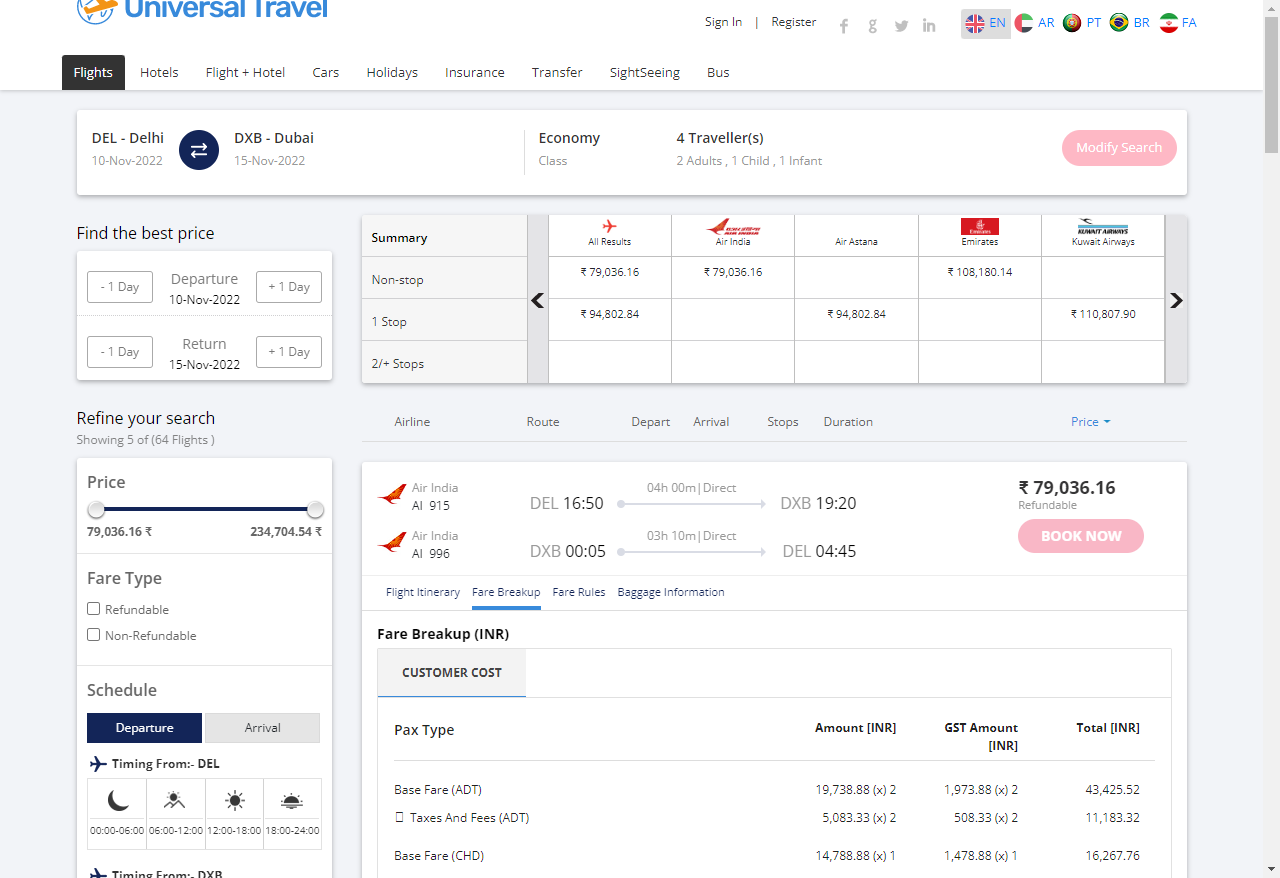 Universal Travel
Sign In | Register
EN AR PT BR FA
Flights Hotels Flight + Hotel Cars Holidays Insurance Transfer SightSeeing Bus
DEL - Delhi DXB - Dubai Economy 4 Traveller(s)
10-Nov-2022 15-Nov-2022 Class 2 Adults , 1 Child , 1 Infant
Modify Search
Find the best price
- 1 Day Departure + 1 Day
10-Nov-2022
- 1 Day Return + 1 Day
15-Nov-2022
Summary All Results Air India Air Astana Emirates Kuwait Airways
Non-stop ₹ 79,036.16 ₹ 79,036.16 ₹ 108,180.14
1 Stop ₹ 94,802.84 ₹ 94,802.84 ₹ 110,807.90
2/+ Stops
Refine your search
Showing 5 of (64 Flights )
Price
79,036.16 ₹ 234,704.54 ₹
Fare Type
Refundable
Non-Refundable
Schedule
Departure Arrival
Timing From:- DEL
00:00-06:00 06:00-12:00 12:00-18:00 18:00-24:00
Timing From:- DXB
Airline Route Depart Arrival Stops Duration Price
Air India 04h 00m|Direct
AI 915 DEL 16:50 DXB 19:20
Air India 03h 10m|Direct
AI 996 DXB 00:05 DEL 04:45
₹ 79,036.16
Refundable
BOOK NOW
Flight Itinerary Fare Breakup Fare Rules Baggage Information
Fare Breakup (INR)
CUSTOMER COST
Pax Type Amount [INR] GST Amount [INR] Total [INR]
Base Fare (ADT) 19,738.88 (x) 2 1,973.88 (x) 2 43,425.52
Taxes And Fees (ADT) 5,083.33 (x) 2 508.33 (x) 2 11,183.32
Base Fare (CHD) 14,788.88 (x) 1 1,478.88 (x) 1 16,267.76